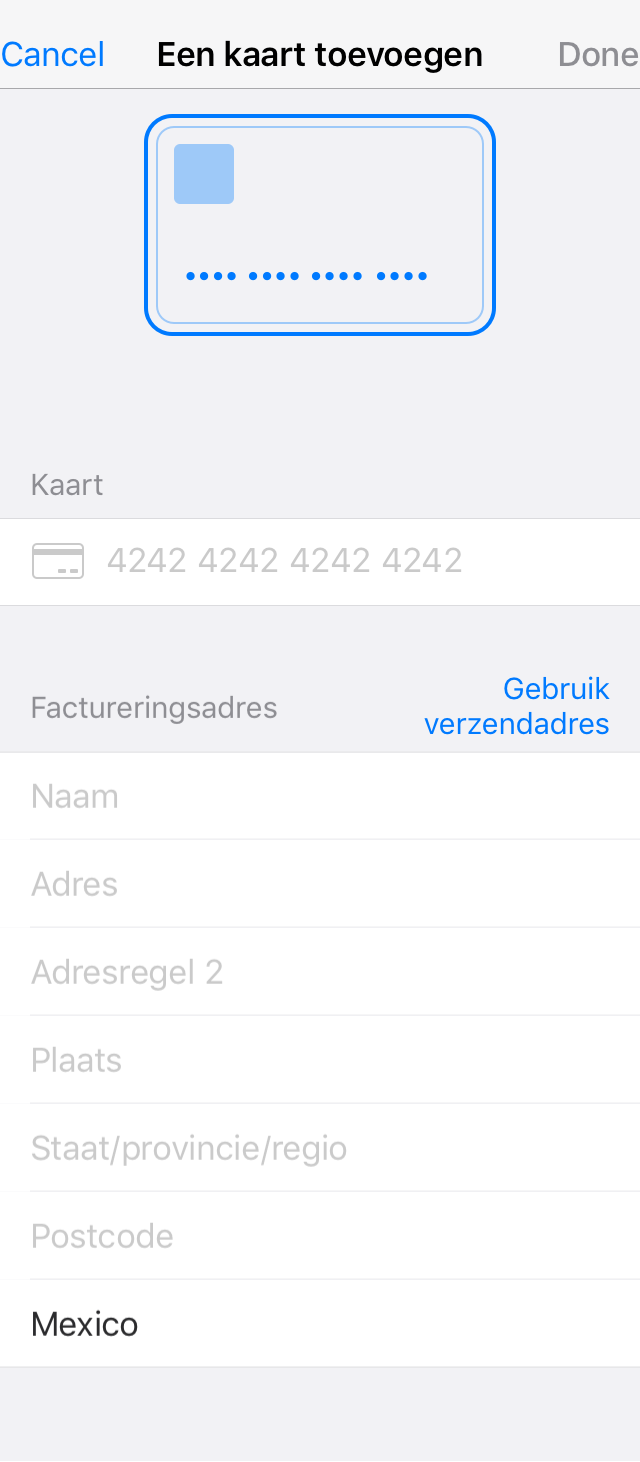 Cancel Een kaart toevoegen Done
•••• •••• •••• ••••
Kaart
4242 4242 4242 4242
Factureringsadres
Gebruik
verzendadres
Naam
Adres
Adresregel 2
Plaats
Staat/provincie/regio
Postcode
Mexico